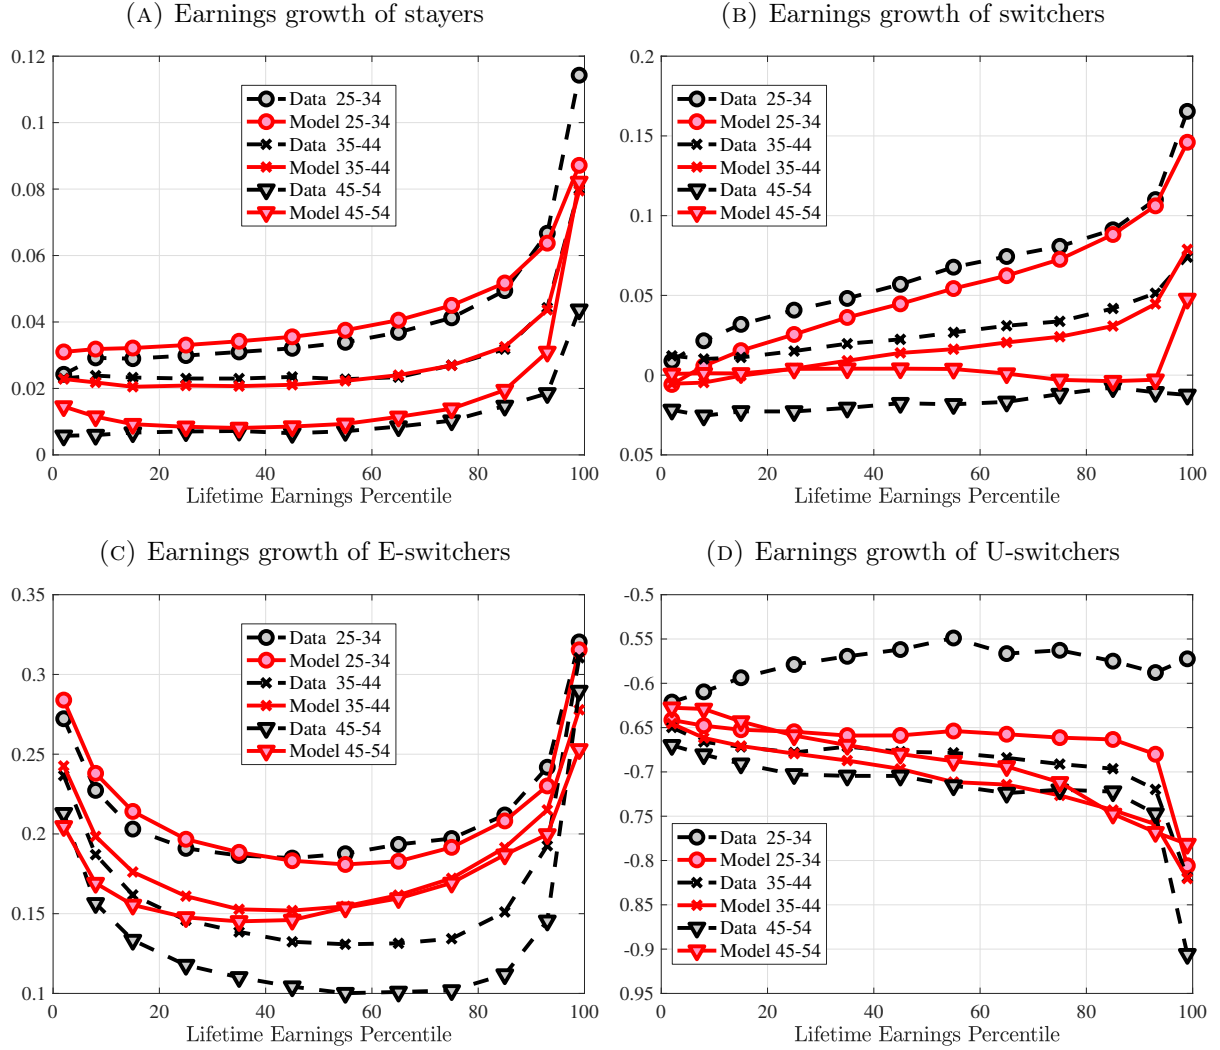 (A) Earnings growth of stayers
0.12
0.1
0.08
0.06
0.04
0.02
0
Data 25-34
Model 25-34
Data 35-44
Model 35-44
Data 45-54
Model 45-54
0 20 40 60 80 100
Lifetime Earnings Percentile
(B) Earnings growth of switchers
0.2
0.15
0.1
0.05
0
0.05
Data 25-34
Model 25-34
Data 35-44
Model 35-44
Data 45-54
Model 45-54
0 20 40 60 80 100
Lifetime Earnings Percentile
(C) Earnings growth of E-switchers
0.35
0.3
0.25
0.2
0.15
0.1
Data 25-34
Model 25-34
Data 35-44
Model 35-44
Data 45-54
Model 45-54
0 20 40 60 80 100
Lifetime Earnings Percentile
(D) Earnings growth of U-switchers
-0.5
0.55
-0.6
0.65
-0.7
0.75
-0.8
0.85
-0.9
0.95
Data 25-34
Model 25-34
Data 35-44
Model 35-44
Data 45-54
Model 45-54
0 20 40 60 80 100
Lifetime Earnings Percentile